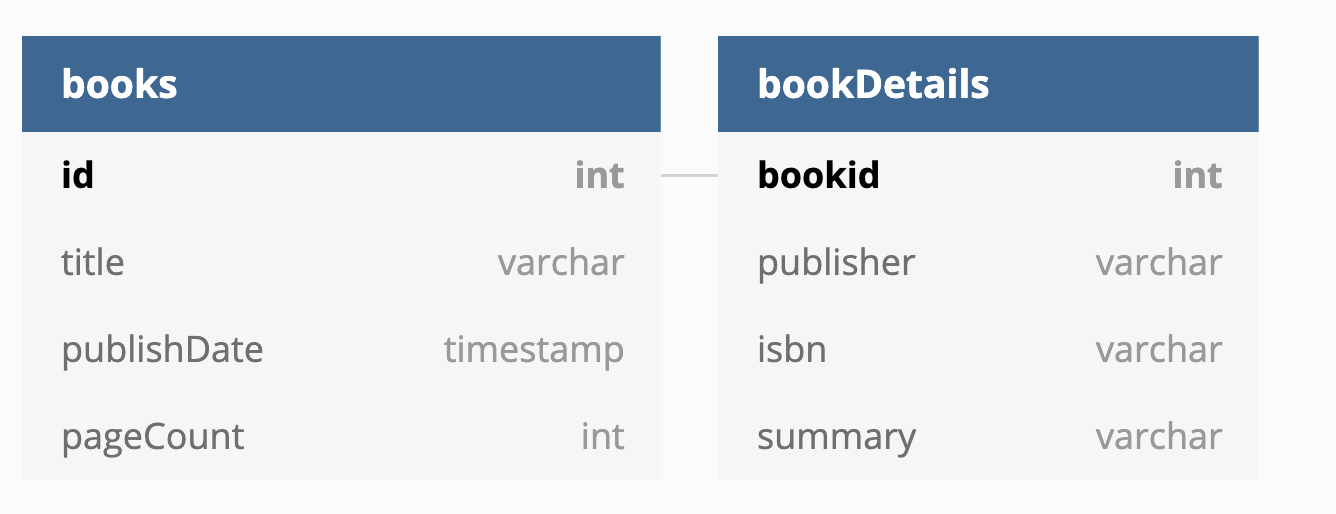 books
id int
title varchar
publishDate timestamp
pageCount int
bookDetails
bookid int
publisher varchar
isbn varchar
summary varchar